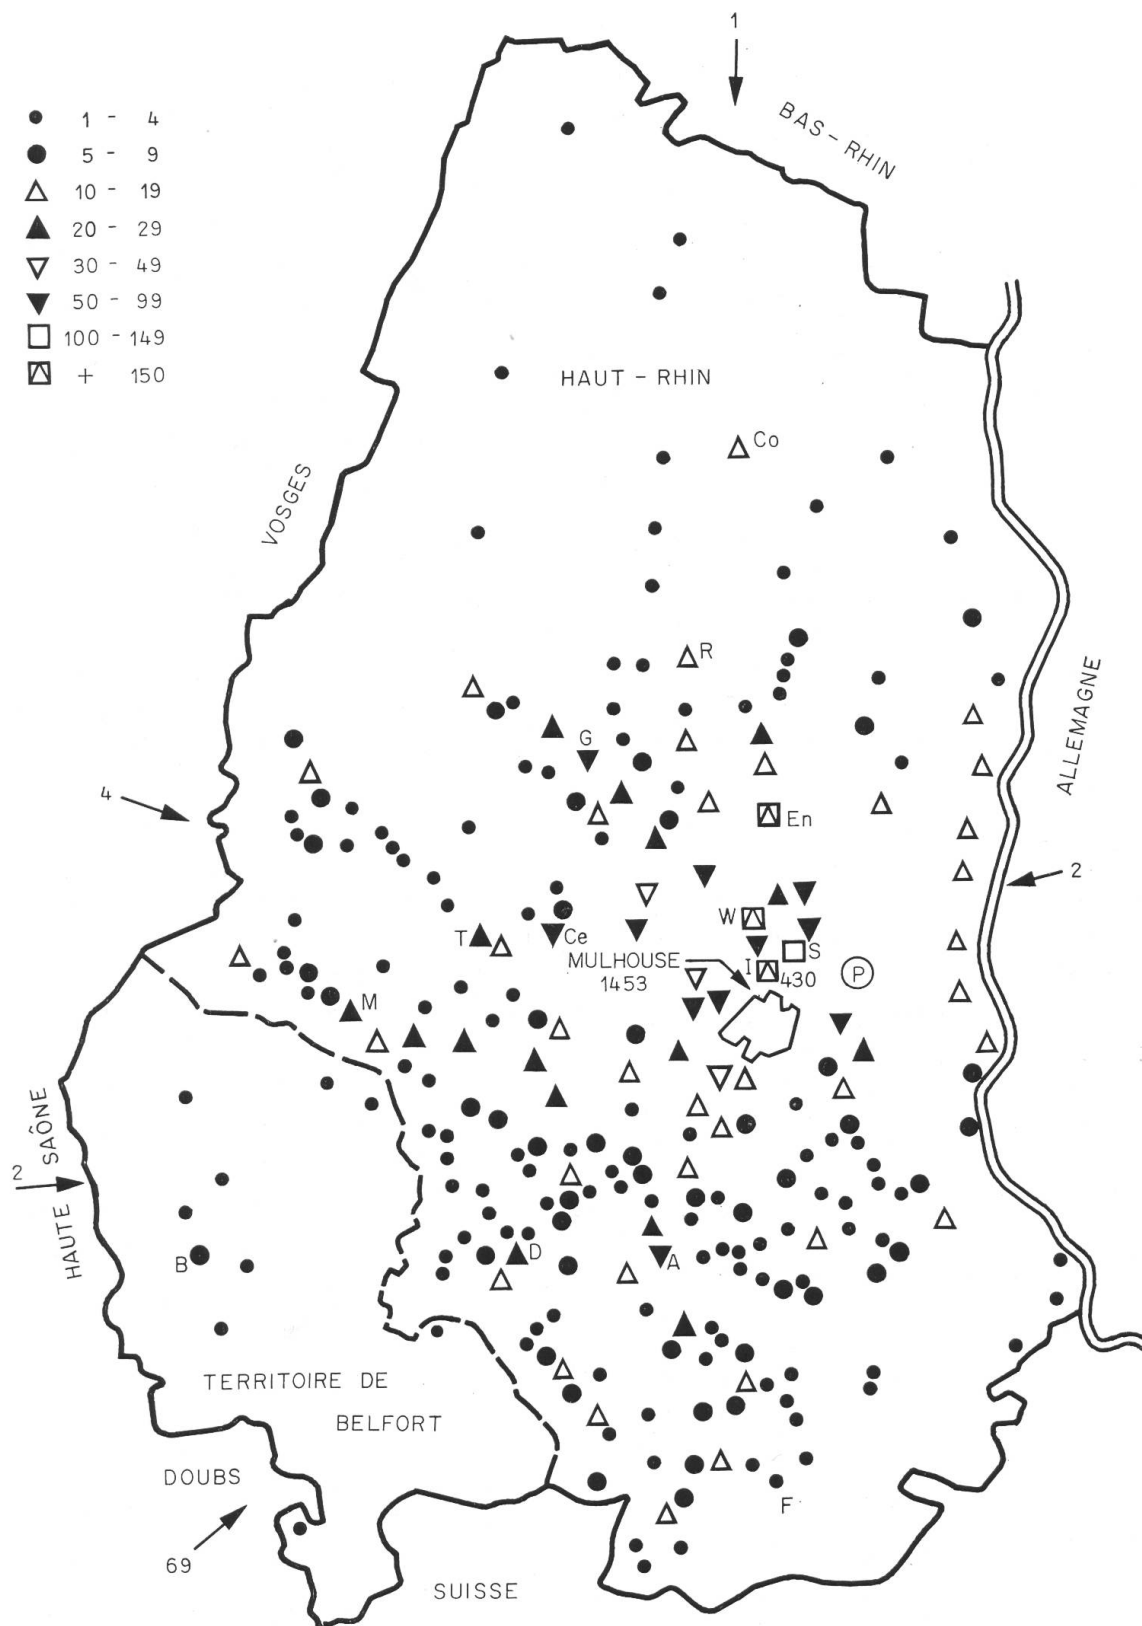 1
BAS-RHIN
1 - 4
5 - 9
10 - 19
20 - 29
30 - 49
50 - 99
100 - 149
+ 150
HAUT - RHIN
Co
VOSGES
R
ALLEMAGNE
G
4
En
2
W
T
Ce
S
MULHOUSE
1453
I
430
P
M
HAUTE SAÔNE
2
B
D
A
TERRITOIRE DE
BELFORT
DOUBS
F
69
SUISSE